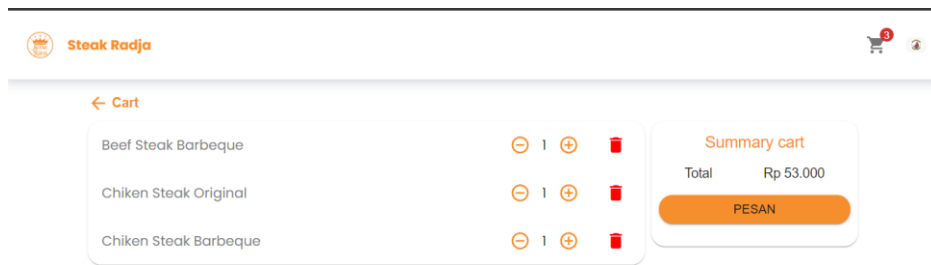 Steak Radja
3
Cart
Beef Steak Barbeque 1
Chiken Steak Original 1
Chiken Steak Barbeque 1
Summary cart
Total Rp 53.000
PESAN